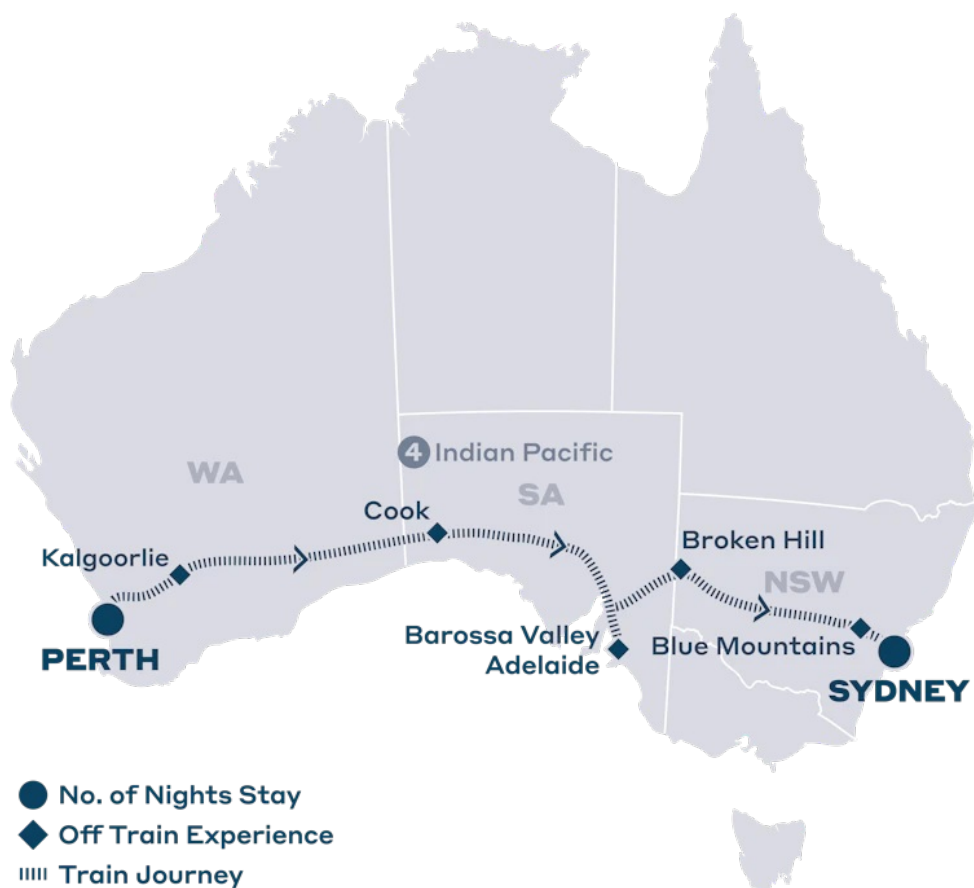 4 Indian Pacific
WA
SA
Cook
Kalgoorlie
Broken Hill
NSW
Barossa Valley
Adelaide
Blue Mountains
PERTH
SYDNEY
No. of Nights Stay
Off Train Experience
Train Journey